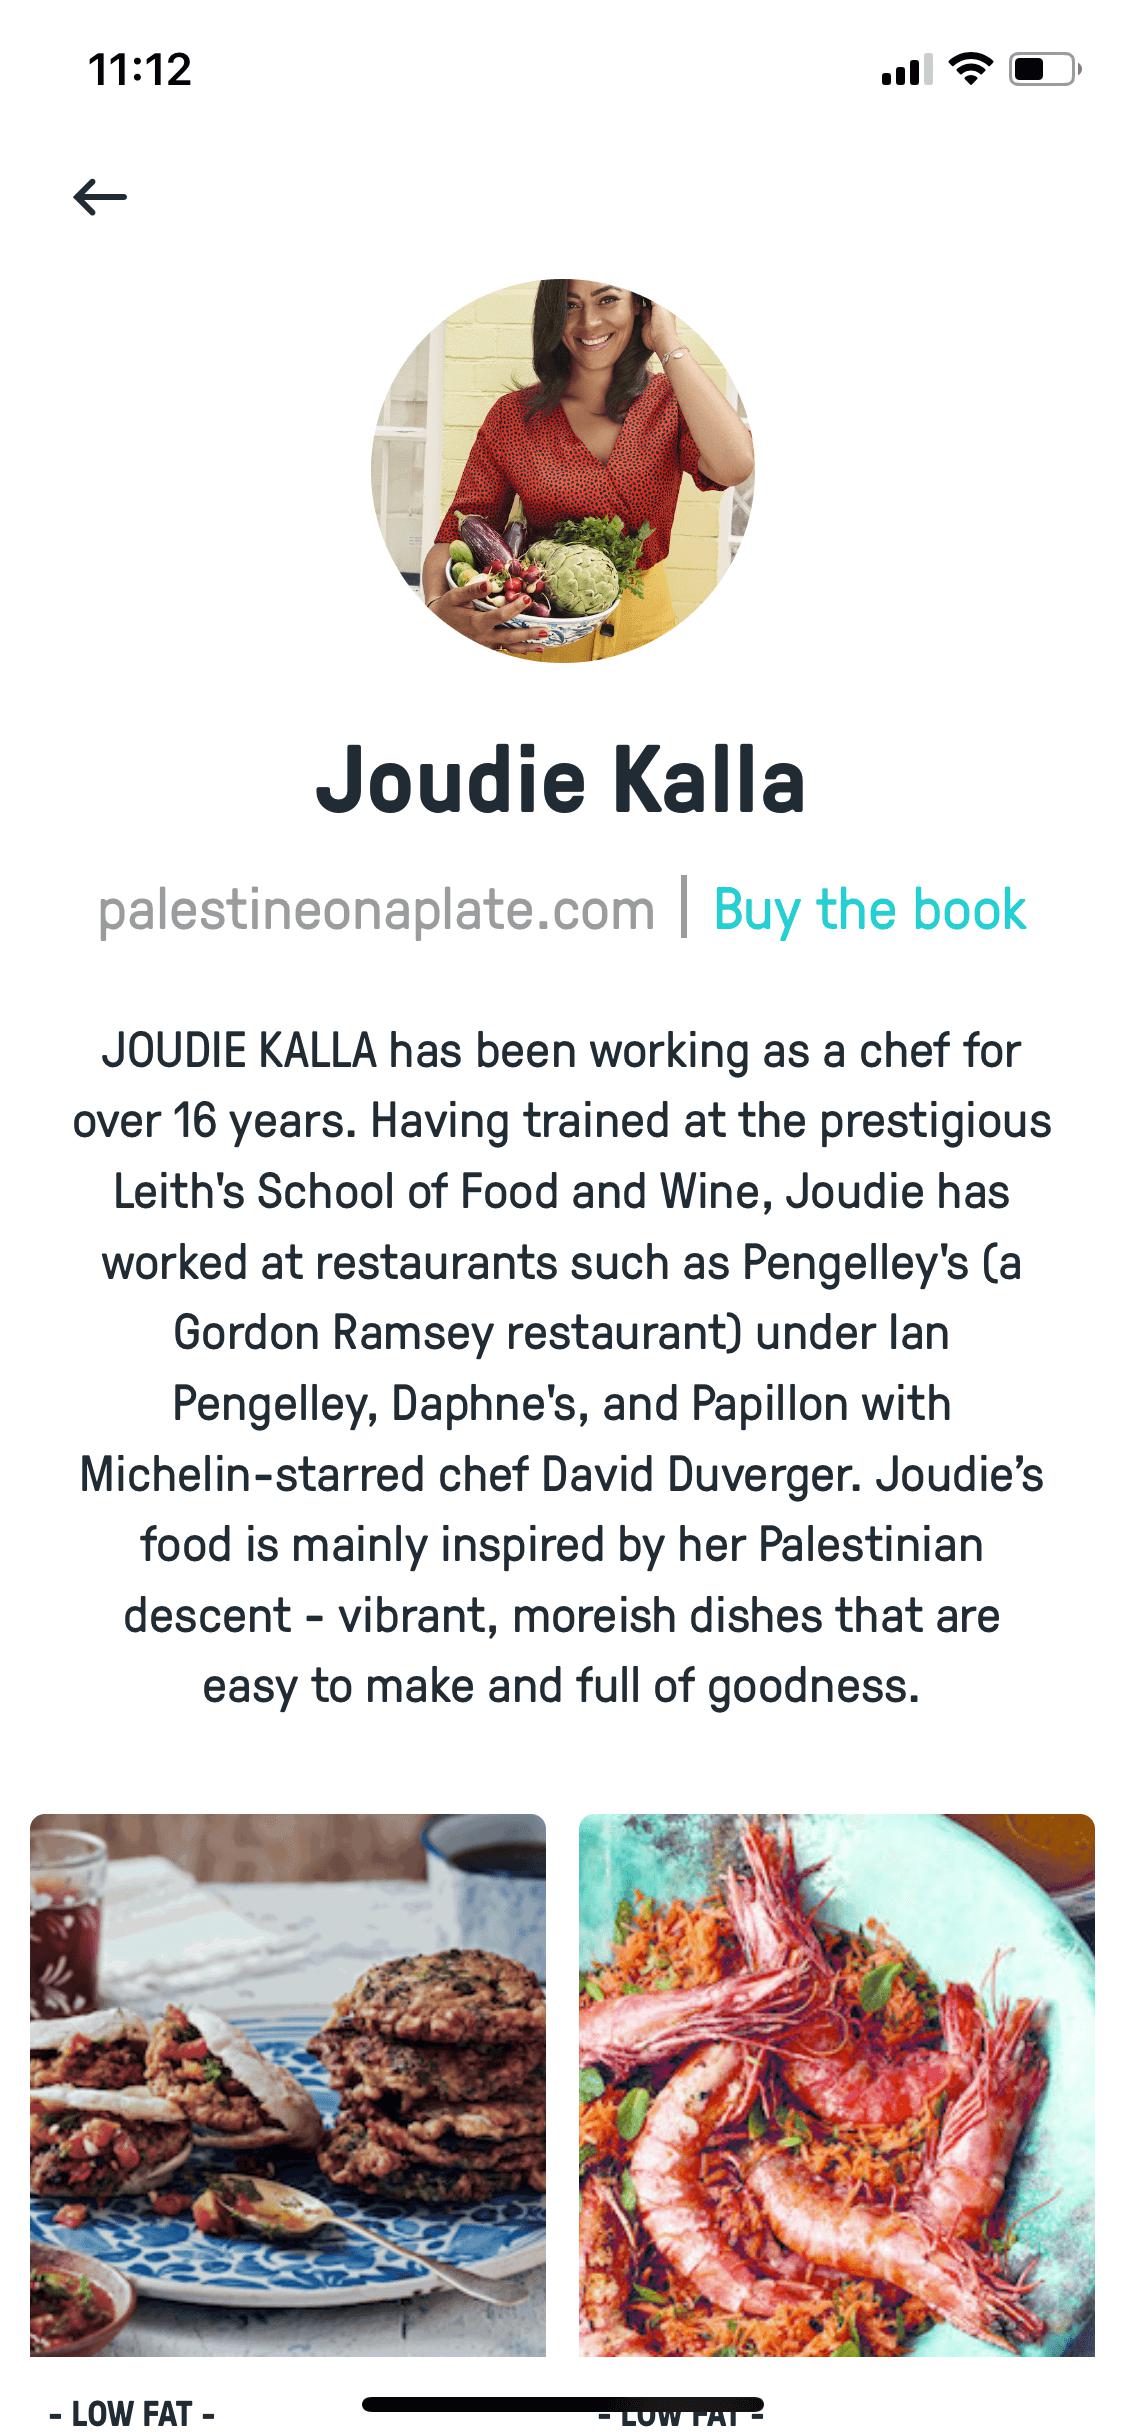 11:12
Joudie Kalla
palestineonaplate.com | Buy the book
JOUDIE KALLA has been working as a chef for
over 16 years. Having trained at the prestigious
Leith's School of Food and Wine, Joudie has
worked at restaurants such as Pengelley's (a
Gordon Ramsey restaurant) under Ian
Pengelley, Daphne's, and Papillon with
Michelin-starred chef David Duverger. Joudie’s
food is mainly inspired by her Palestinian
descent - vibrant, moreish dishes that are
easy to make and full of goodness.
- LOW FAT -
- LOW FAT -